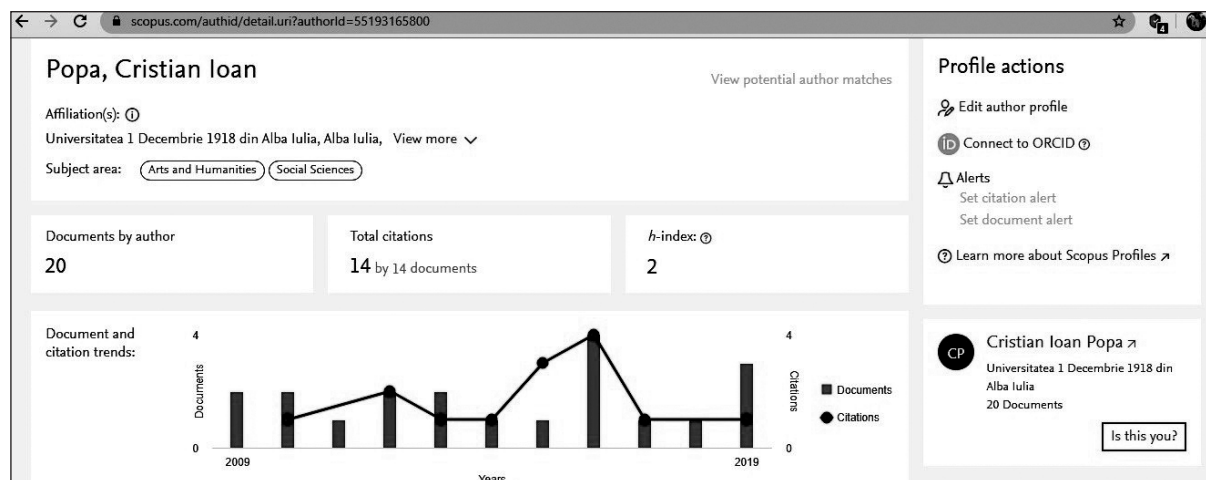 scopus.com/authid/detail.uri?authorId=55193165800
4
Popa, Cristian Ioan
View potential author matches
Affiliation(s):
Universitatea 1 Decembrie 1918 din Alba Iulia, Alba Iulia, View more
Subject area: Arts and Humanities Social Sciences
Documents by author
20
Total citations
14 by 14 documents
h-index:
2
Document and
citation trends:
4
Documents
0
2009
Years
2019
4
Citations
0
Documents
Citations
Profile actions
Edit author profile
iD Connect to ORCID
Alerts
Set citation alert
Set document alert
Learn more about Scopus Profiles
CP
Cristian Ioan Popa
Universitatea 1 Decembrie 1918 din
Alba Iulia
20 Documents
Is this you?